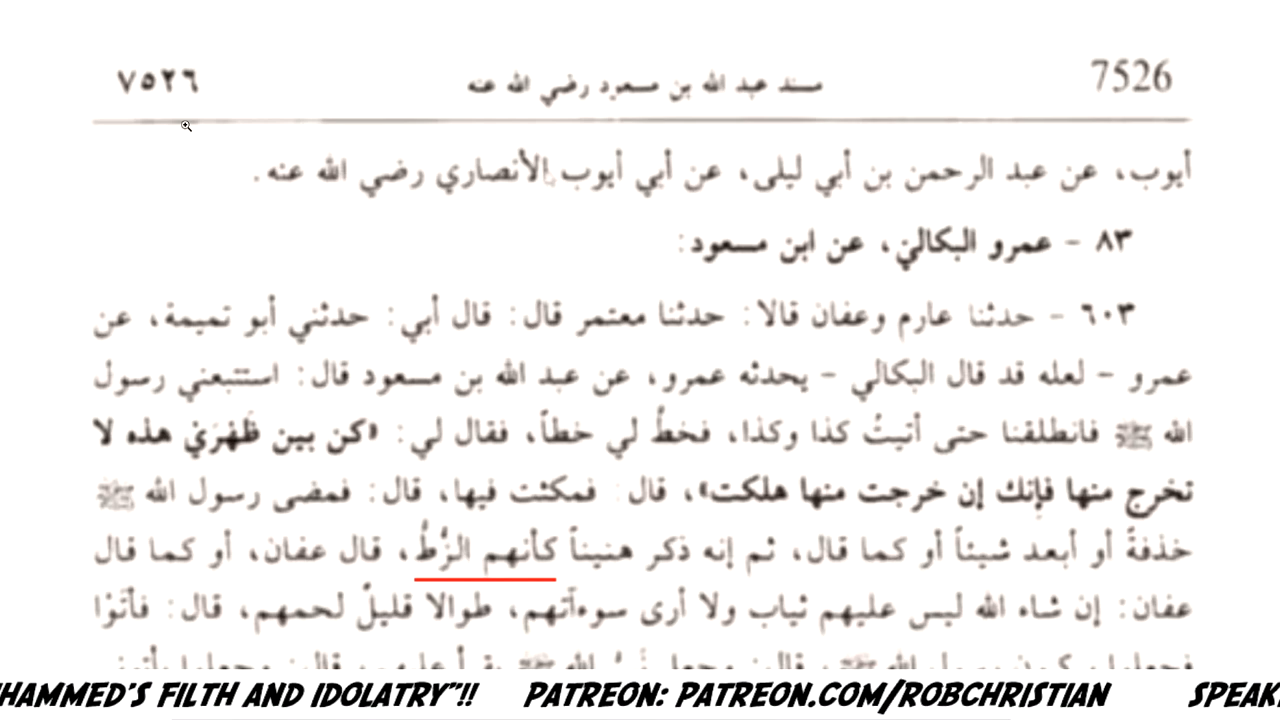 7526 مسند عبد الله بن مسعود رضي الله عنه ٧٥٢٦
أيوب، عن عبد الرحمن بن أبي ليلى، عن أبي أيوب الأنصاري رضي الله عنه.
٨٣ - عمرو البكالي، عن ابن مسعود:
٦٠٣ - حدثنا عارم وعفان قالا: حدثنا معتمر قال: قال أبي: حدثني أبو تميمة، عن
عمرو - لعله قد قال البكالي - يحدثه عمرو، عن عبد الله بن مسعود قال: استتبعني رسول
الله ﷺ فانطلقنا حتى أتيتُ كذا وكذا، فخطَّ لي خطاً، فقال لي: «كن بين ظَهْرَيْ هذه لا
تخرج منها فإنك إن خرجت منها هلكت»، قال: فمكثت فيها، قال: فمضى رسول الله ﷺ
خذفةً أو أبعد شيئاً أو كما قال، ثم إنه ذكر هنيناً كأنهم الزُّطُّ، قال عفان، أو كما قال
عفان: إن شاء الله ليس عليهم ثياب ولا أرى سوءآتهم، طوالا قليلٌ لحمهم، قال: فأتَوْا
HAMMED'S FILTH AND IDOLATRY"!! PATREON: PATREON.COM/ROBCHRISTIAN SPEAK